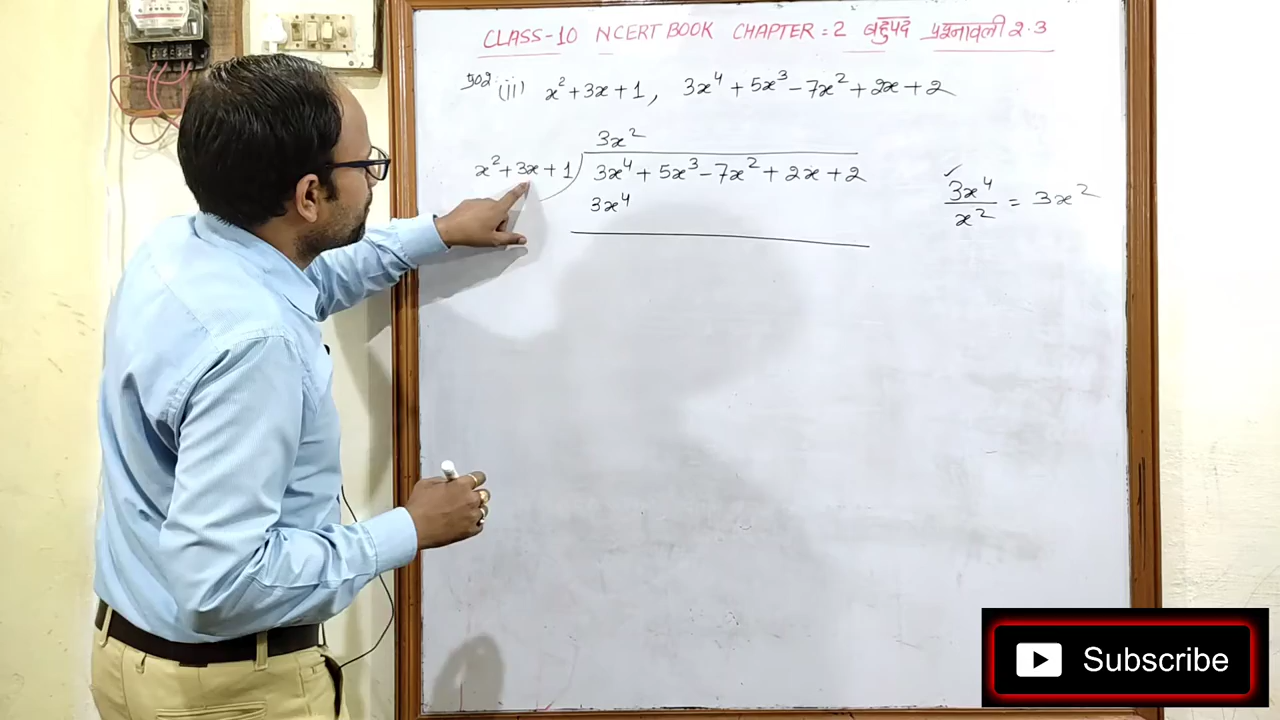 CLASS-10 NCERT BOOK CHAPTER = 2 बहुपद प्रश्नावली 2.3
प्र०2. (ii) x² + 3x + 1, 3x⁴ + 5x³ - 7x² + 2x + 2
3x²
x² + 3x + 1 ) 3x⁴ + 5x³ - 7x² + 2x + 2
3x⁴
3x⁴/x² = 3x²
Subscribe